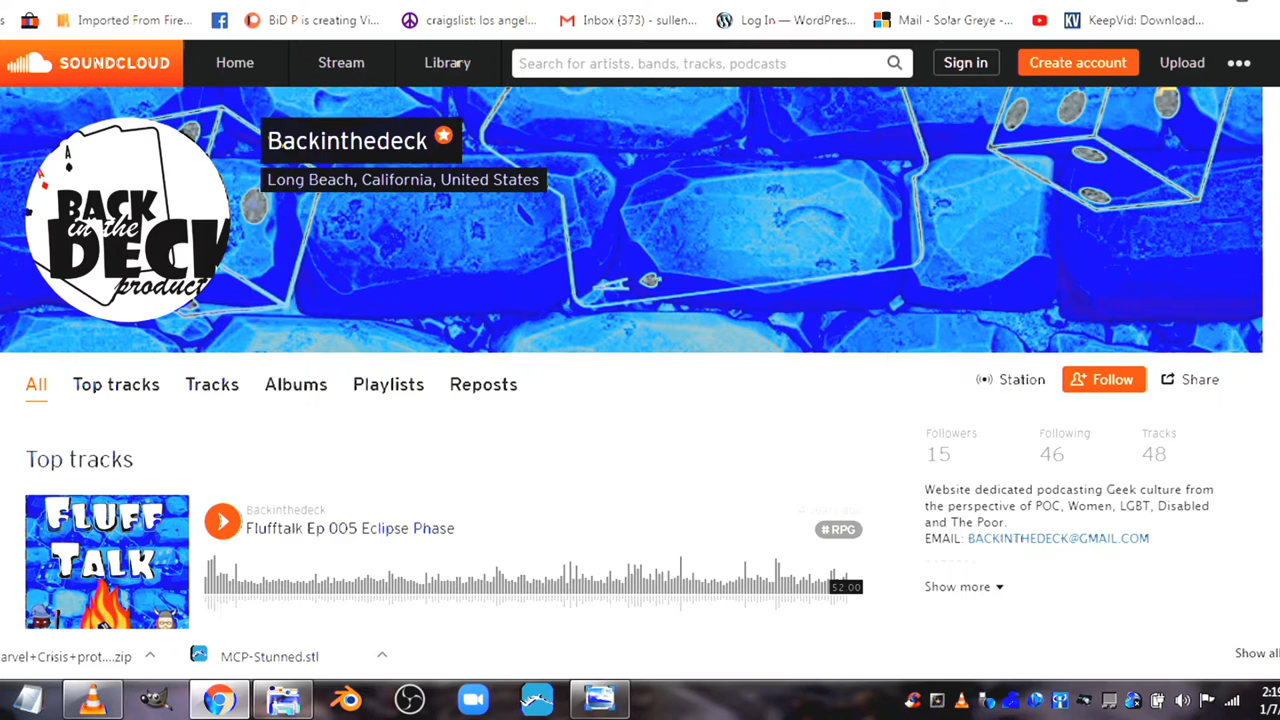 s
Imported From Fire...
BiD P is creating Vi...
craigslist: los angel...
Inbox (373) - sullen...
Log In — WordPres...
Mail - Solar Greye -...
KeepVid: Download...
SOUNDCLOUD
Home
Stream
Library
Search for artists, bands, tracks, podcasts
Sign in
Create account
Upload
Backinthedeck
Long Beach, California, United States
A
BACK
in the
DECK
product
All
Top tracks
Tracks
Albums
Playlists
Reposts
Station
Follow
Share
Followers
15
Following
46
Tracks
48
Top tracks
FLUFF
TALK
Backinthedeck
Flufftalk Ep 005 Eclipse Phase
# RPG
52:00
Website dedicated podcasting Geek culture from
the perspective of POC, Women, LGBT, Disabled
and The Poor.
EMAIL: BACKINTHEDECK@GMAIL.COM
Show more
arvel+Crisis+prot....zip
MCP-Stunned.stl
Show all
2:19
1/7/